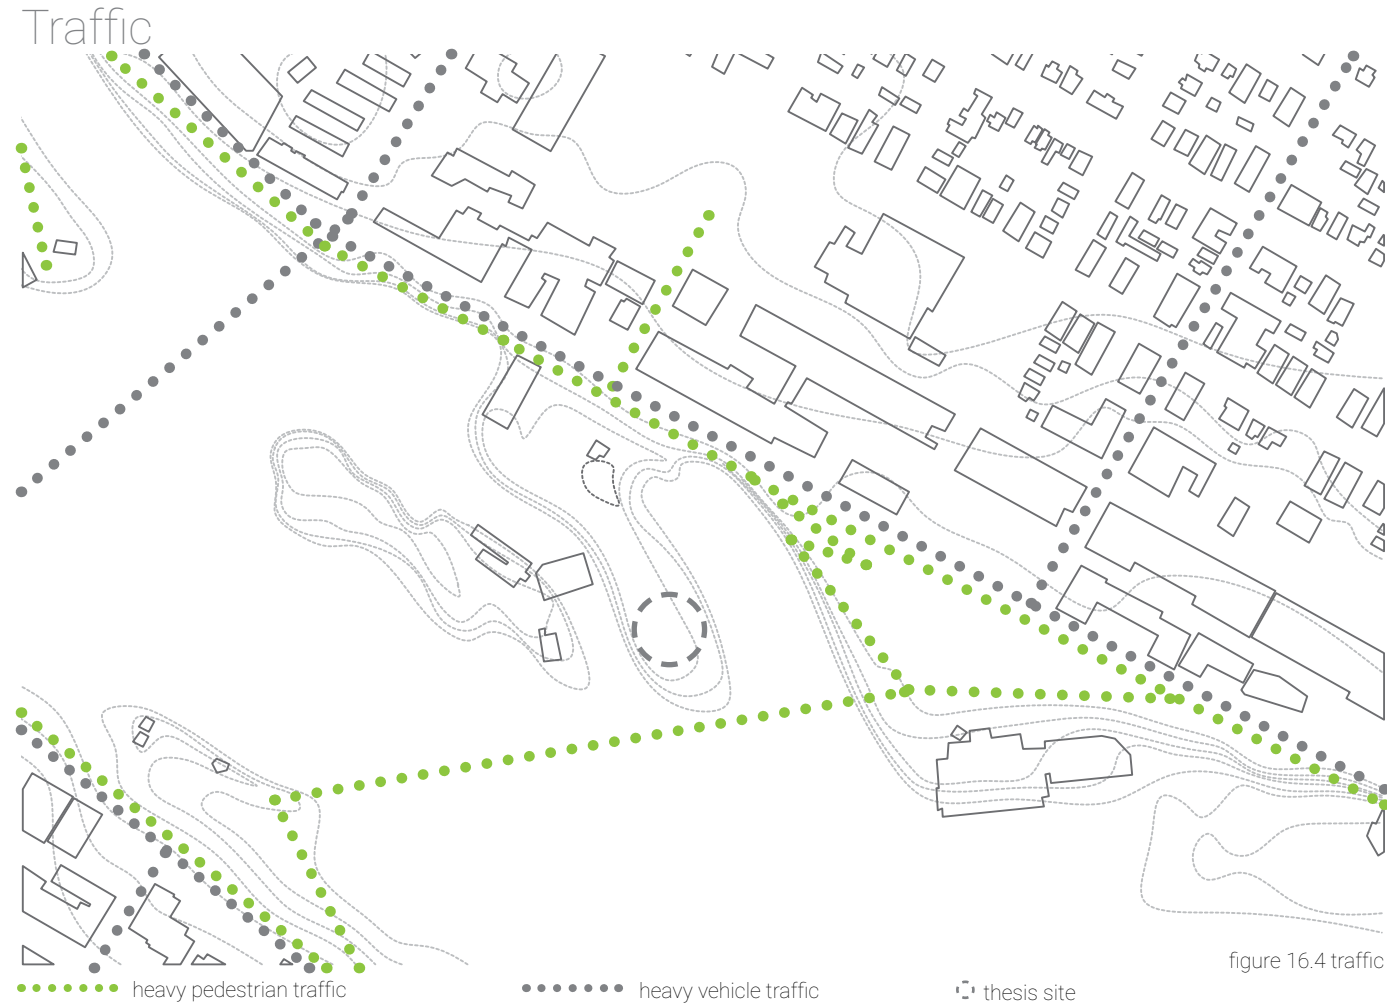 Traffic
figure 16.4 traffic
heavy pedestrian traffic
heavy vehicle traffic
thesis site